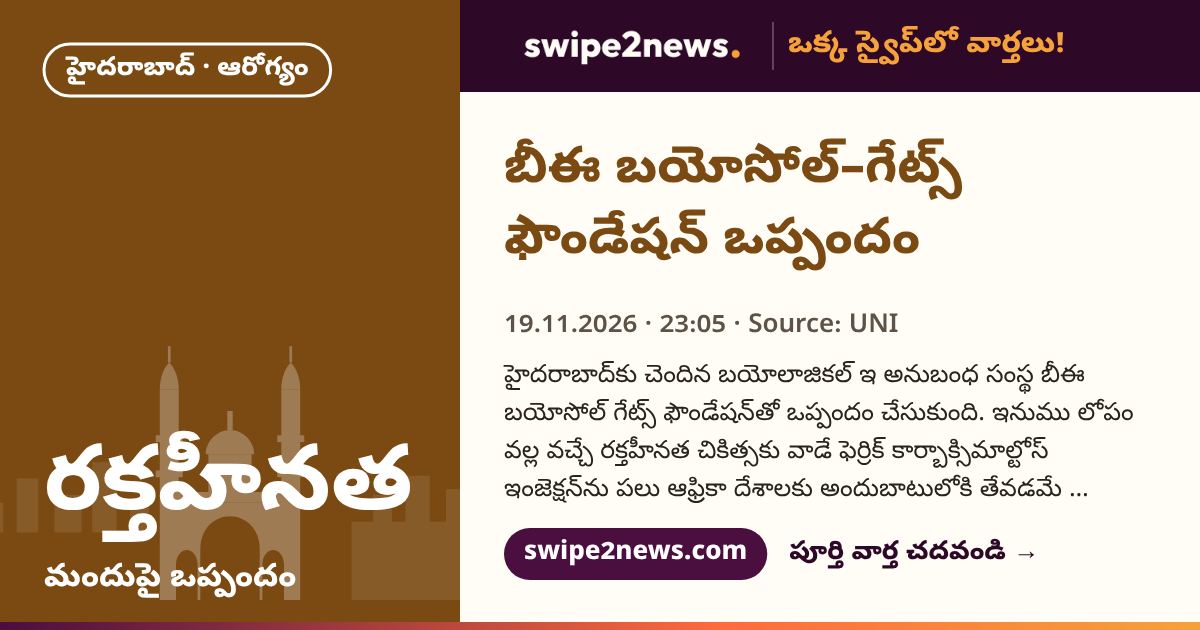 హైదరాబాద్ · ఆరోగ్యం
రక్తహీనత
మందుపై ఒప్పందం
swipe2news.
ఒక్క స్వైప్‌లో వార్తలు!
బీఈ బయోసోల్–గేట్స్
ఫౌండేషన్ ఒప్పందం
19.11.2026 · 23:05 · Source: UNI
హైదరాబాద్‌కు చెందిన బయోలాజికల్ ఇ అనుబంధ సంస్థ బీఈ
బయోసోల్ గేట్స్ ఫౌండేషన్‌తో ఒప్పందం చేసుకుంది. ఇనుము లోపం
వల్ల వచ్చే రక్తహీనత చికిత్సకు వాడే ఫెర్రిక్ కార్బాక్సిమాల్టోస్
ఇంజెక్షన్‌ను పలు ఆఫ్రికా దేశాలకు అందుబాటులోకి తేవడమే ...
swipe2news.com
పూర్తి వార్త చదవండి →